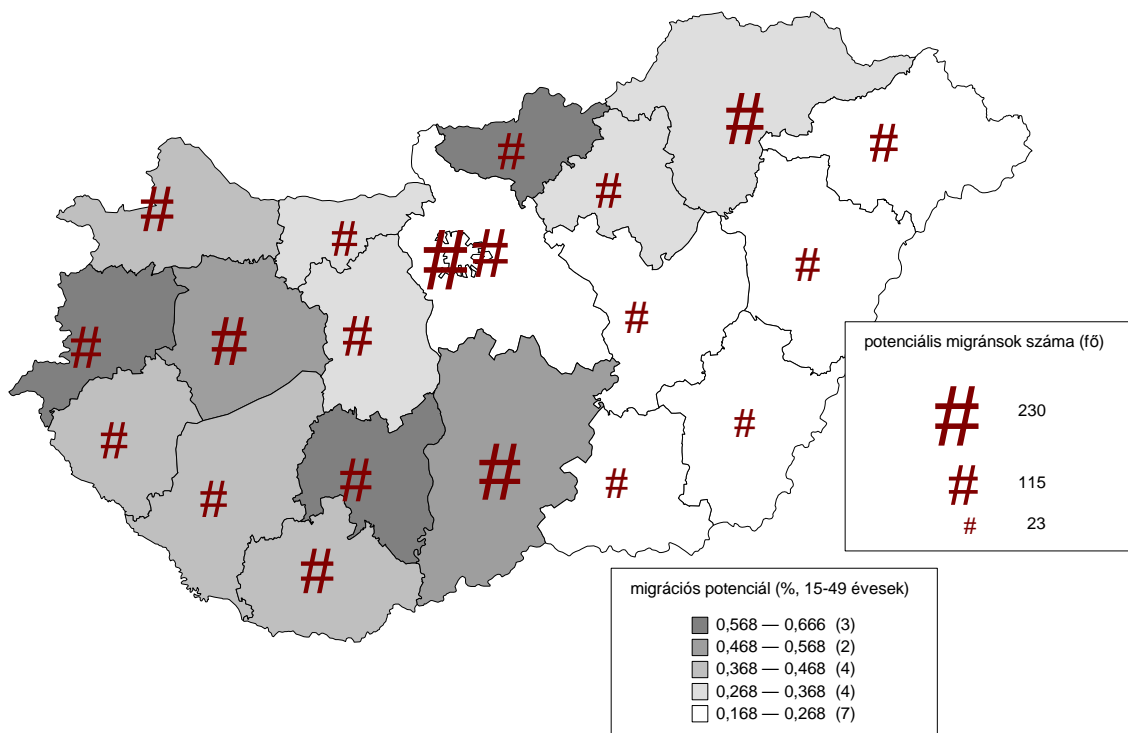 potenciális migránsok száma (fő)
# 230
# 115
# 23
migrációs potenciál (%, 15-49 évesek)
0,568 — 0,666 (3)
0,468 — 0,568 (2)
0,368 — 0,468 (4)
0,268 — 0,368 (4)
0,168 — 0,268 (7)